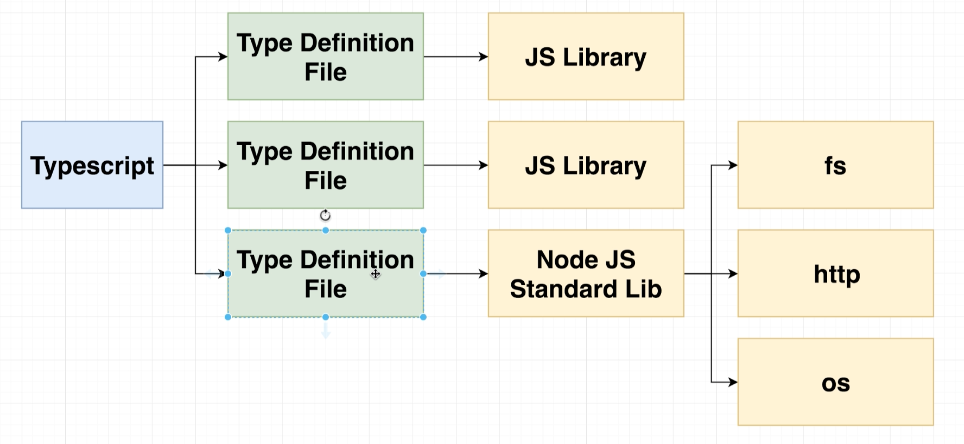 Type Definition
File
JS Library
Typescript
Type Definition
File
JS Library
fs
Type Definition
File
Node JS
Standard Lib
http
os